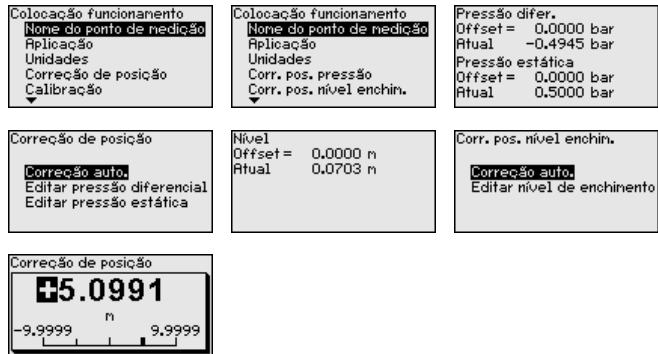 Colocação funcionamento
Nome do ponto de medição
Aplicação
Unidades
Correção de posição
Calibração
Colocação funcionamento
Nome do ponto de medição
Aplicação
Unidades
Corr. pos. pressão
Corr. pos. nível enchim.
Pressão difer.
Offset = 0.0000 bar
Atual -0.4945 bar
Pressão estática
Offset = 0.0000 bar
Atual 0.5000 bar
Correção de posição
Correção auto.
Editar pressão diferencial
Editar pressão estática
Nível
Offset = 0.0000 m
Atual 0.0703 m
Corr. pos. nível enchim.
Correção auto.
Editar nível de enchimento
Correção de posição
+5.0991
m
-9.9999 9.9999